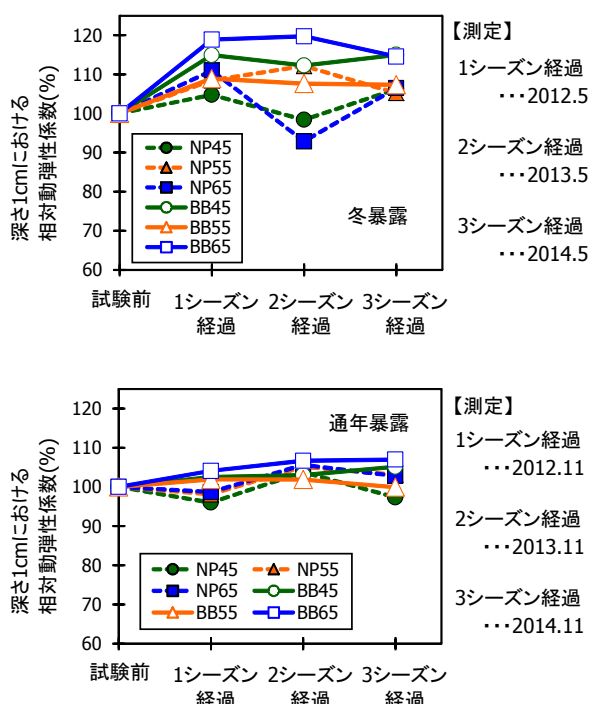 深さ1cmにおける
相対動弾性係数(%)
120
110
100
90
80
70
60
NP45
NP55
NP65
BB45
BB55
BB65
冬暴露
試験前
1シーズン
経過
2シーズン
経過
3シーズン
経過
【測定】
1シーズン経過
・・・2012.5
2シーズン経過
・・・2013.5
3シーズン経過
・・・2014.5
深さ1cmにおける
相対動弾性係数(%)
120
110
100
90
80
70
60
通年暴露
NP45 NP55
NP65 BB45
BB55 BB65
試験前
1シーズン
経過
2シーズン
経過
3シーズン
経過
【測定】
1シーズン経過
・・・2012.11
2シーズン経過
・・・2013.11
3シーズン経過
・・・2014.11